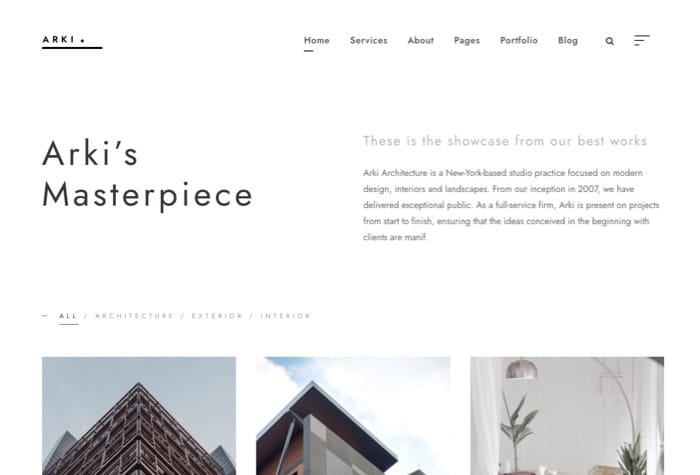 ARKI.
Home Services About Pages Portfolio Blog
Arki's
Masterpiece
These is the showcase from our best works
Arki Architecture is a New-York-based studio practice focused on modern
design, interiors and landscapes. From our inception in 2007, we have
delivered exceptional public. As a full-service firm, Arki is present on projects
from start to finish, ensuring that the ideas conceived in the beginning with
clients are manif.
— ALL / ARCHITECTURE / EXTERIOR / INTERIOR